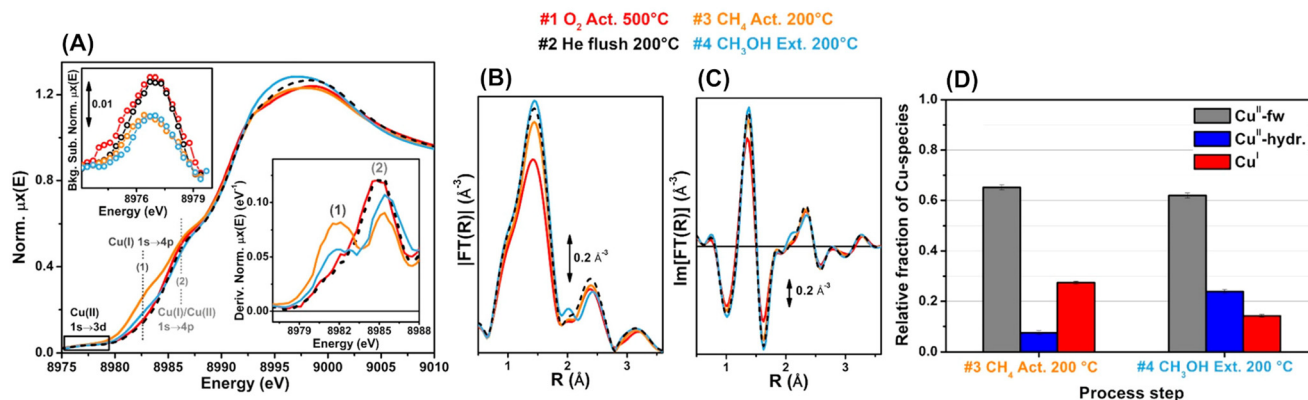 #1 O₂ Act. 500°C #3 CH₄ Act. 200°C
#2 He flush 200°C #4 CH₃OH Ext. 200°C
(A)
Norm. μx(E)
1.2
0.8
0.4
0.0
8975 8980 8985 8990 8995 9000 9005 9010
Energy (eV)
Bkg. Sub. Norm. μx(E)
0.01
8976 8979
Energy (eV)
Cu(I) 1s→4p
(1)
(2)
Cu(II)
1s→3d
Cu(I)/Cu(II)
1s→4p
Deriv. Norm. μx(E) (eV⁻¹)
0.10
0.05
0.00
(1)
(2)
8979 8982 8985 8988
Energy (eV)
(B)
|FT(R)| (Å⁻³)
0.2 Å⁻³
1 2 3
R (Å)
(C)
Im[FT(R)] (Å⁻³)
0.2 Å⁻³
1 2 3
R (Å)
(D)
Relative fraction of Cu-species
1.0
0.8
0.6
0.4
0.2
0.0
Cuᴵᴵ-fw
Cuᴵᴵ-hydr.
Cuᴵ
#3 CH₄ Act. 200 °C #4 CH₃OH Ext. 200 °C
Process step